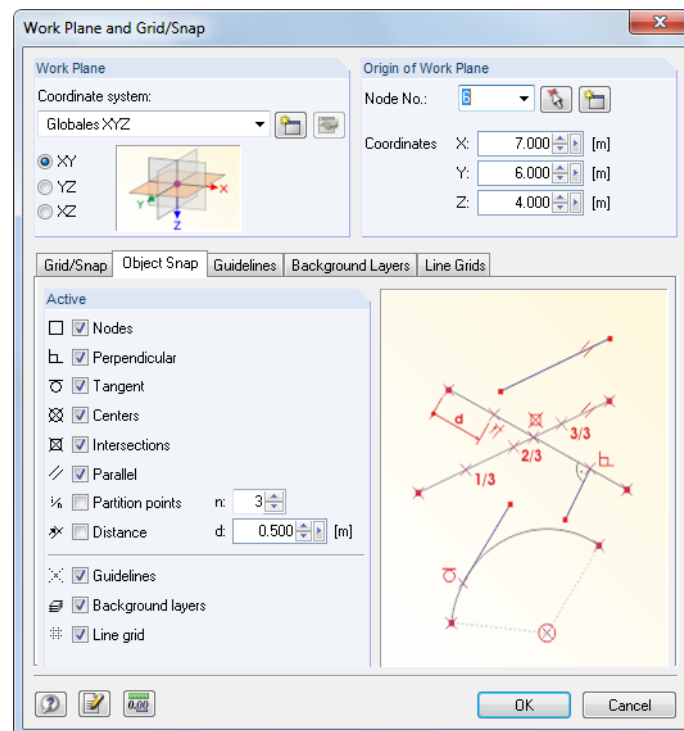 Work Plane and Grid/Snap
Work Plane
Coordinate system:
Globales XYZ
XY
YZ
XZ
X
Y
Z
Origin of Work Plane
Node No.: 6
Coordinates X: 7.000 [m]
Y: 6.000 [m]
Z: 4.000 [m]
Grid/Snap Object Snap Guidelines Background Layers Line Grids
Active
Nodes
Perpendicular
Tangent
Centers
Intersections
Parallel
1/n Partition points n: 3
Distance d: 0.500 [m]
Guidelines
Background layers
Line grid
d
3/3
2/3
1/3
0.00
OK Cancel